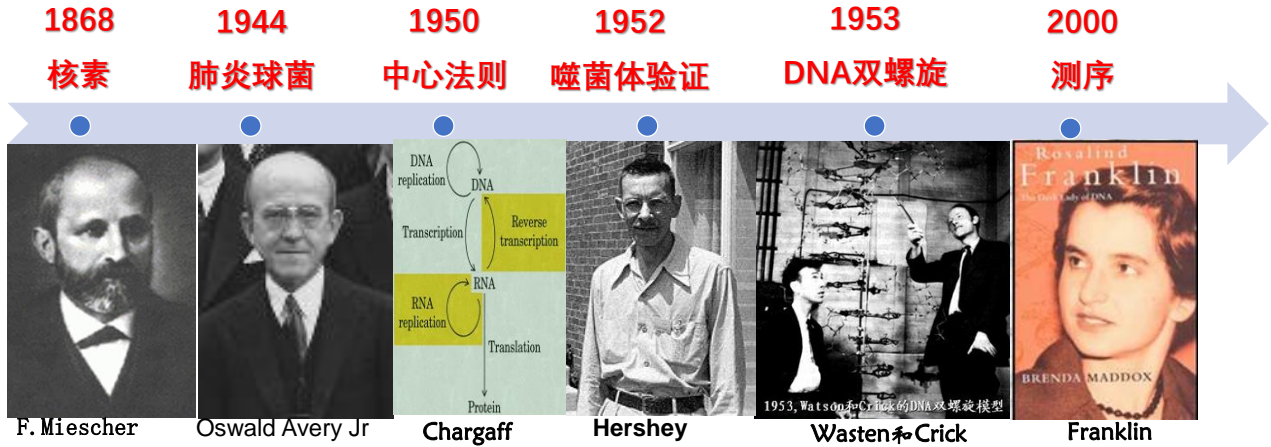 1868
1944
1950
1952
1953
2000
核素
肺炎球菌
中心法则
噬菌体验证
DNA双螺旋
测序
DNA
replication
DNA
Transcription
Reverse
transcription
RNA
RNA
replication
Translation
Protein
1953,Watson和Crick的DNA双螺旋模型
Rosalind
Franklin
The Dark Lady of DNA
BRENDA MADDOX
F.Miescher
Oswald Avery Jr
Chargaff
Hershey
Wasten和Crick
Franklin